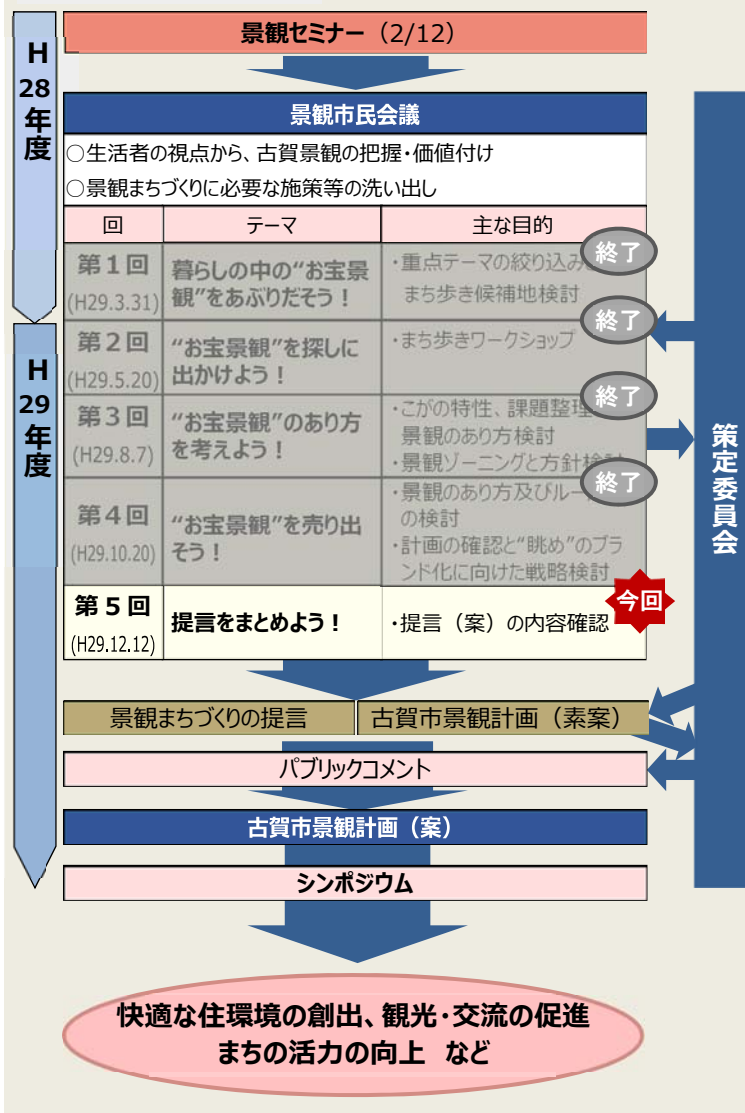 H
28
年
度
景観セミナー（2/12）
景観市民会議
○生活者の視点から、古賀景観の把握・価値付け
○景観まちづくりに必要な施策等の洗い出し
回 テーマ 主な目的
第１回
(H29.3.31)
暮らしの中の“お宝景
観”をあぶりだそう！
・重点テーマの絞り込み
まち歩き候補地検討
終了
第２回
(H29.5.20)
“お宝景観”を探しに
出かけよう！
・まち歩きワークショップ
終了
H
29
年
度
第３回
(H29.8.7)
“お宝景観”のあり方
を考えよう！
・こがの特性、課題整理
景観のあり方検討
・景観ゾーニングと方針検
終了
第４回
(H29.10.20)
“お宝景観”を売り出
そう！
・景観のあり方及びルー
の検討
・計画の確認と“眺め”のブラ
ンド化に向けた戦略検討
終了
第５回
(H29.12.12)
提言をまとめよう！
・提言（案）の内容確認
今回
策定委員会
景観まちづくりの提言
古賀市景観計画（素案）
パブリックコメント
古賀市景観計画（案）
シンポジウム
快適な住環境の創出、観光・交流の促進
まちの活力の向上 など